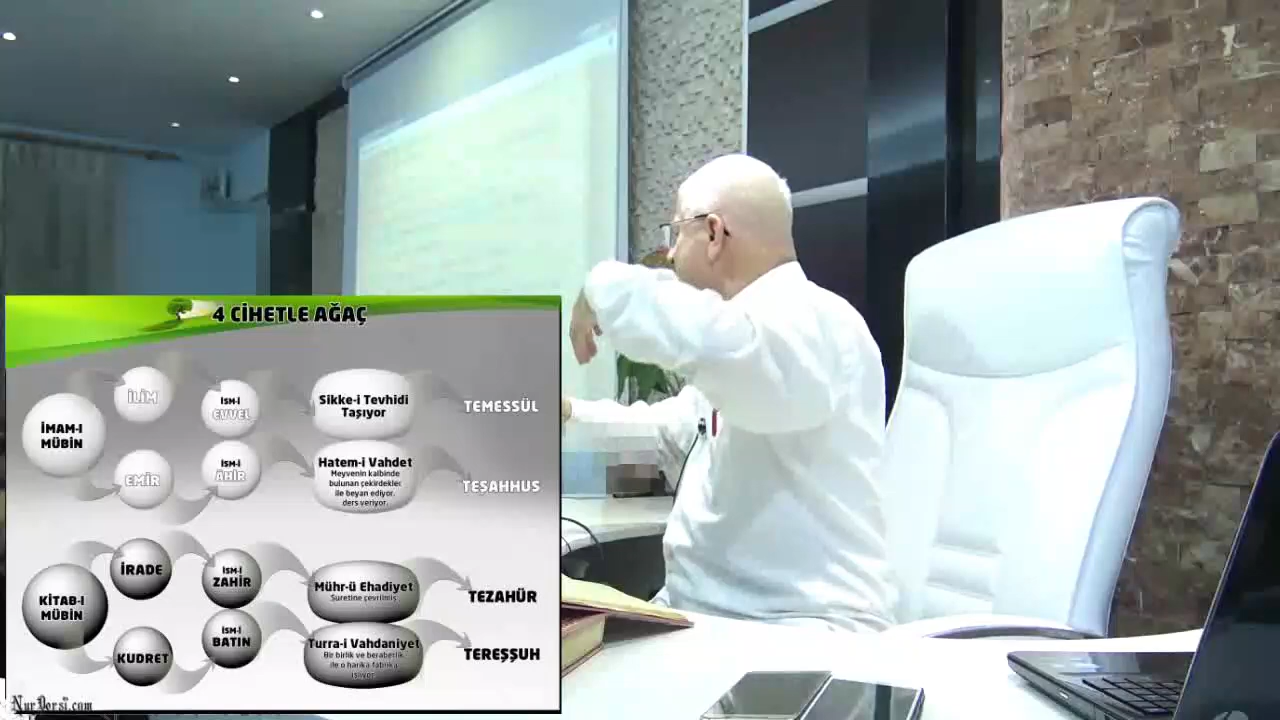 4 CİHETLE AĞAÇ
İMAM-I
MÜBİN
İLİM
EMİR
İSM-İ
EVVEL
İSM-İ
ÂHİR
Sikke-i Tevhidi
Taşıyor
Hatem-i Vahdet
Meyvenin kalbinde
bulunan çekirdekler
ile beyan ediyor,
ders veriyor.
TEMESSÜL
TEŞAHHUS
KİTAB-I
MÜBİN
İRADE
KUDRET
İSM-İ
ZAHİR
İSM-İ
BATIN
Mühr-ü Ehadiyet
Suretine çevrilmiş
Turra-i Vahdaniyet
Bir birlik ve beraberlik
ile o harika fabrika
işliyor
TEZAHÜR
TEREŞŞUH
NurDersi.com